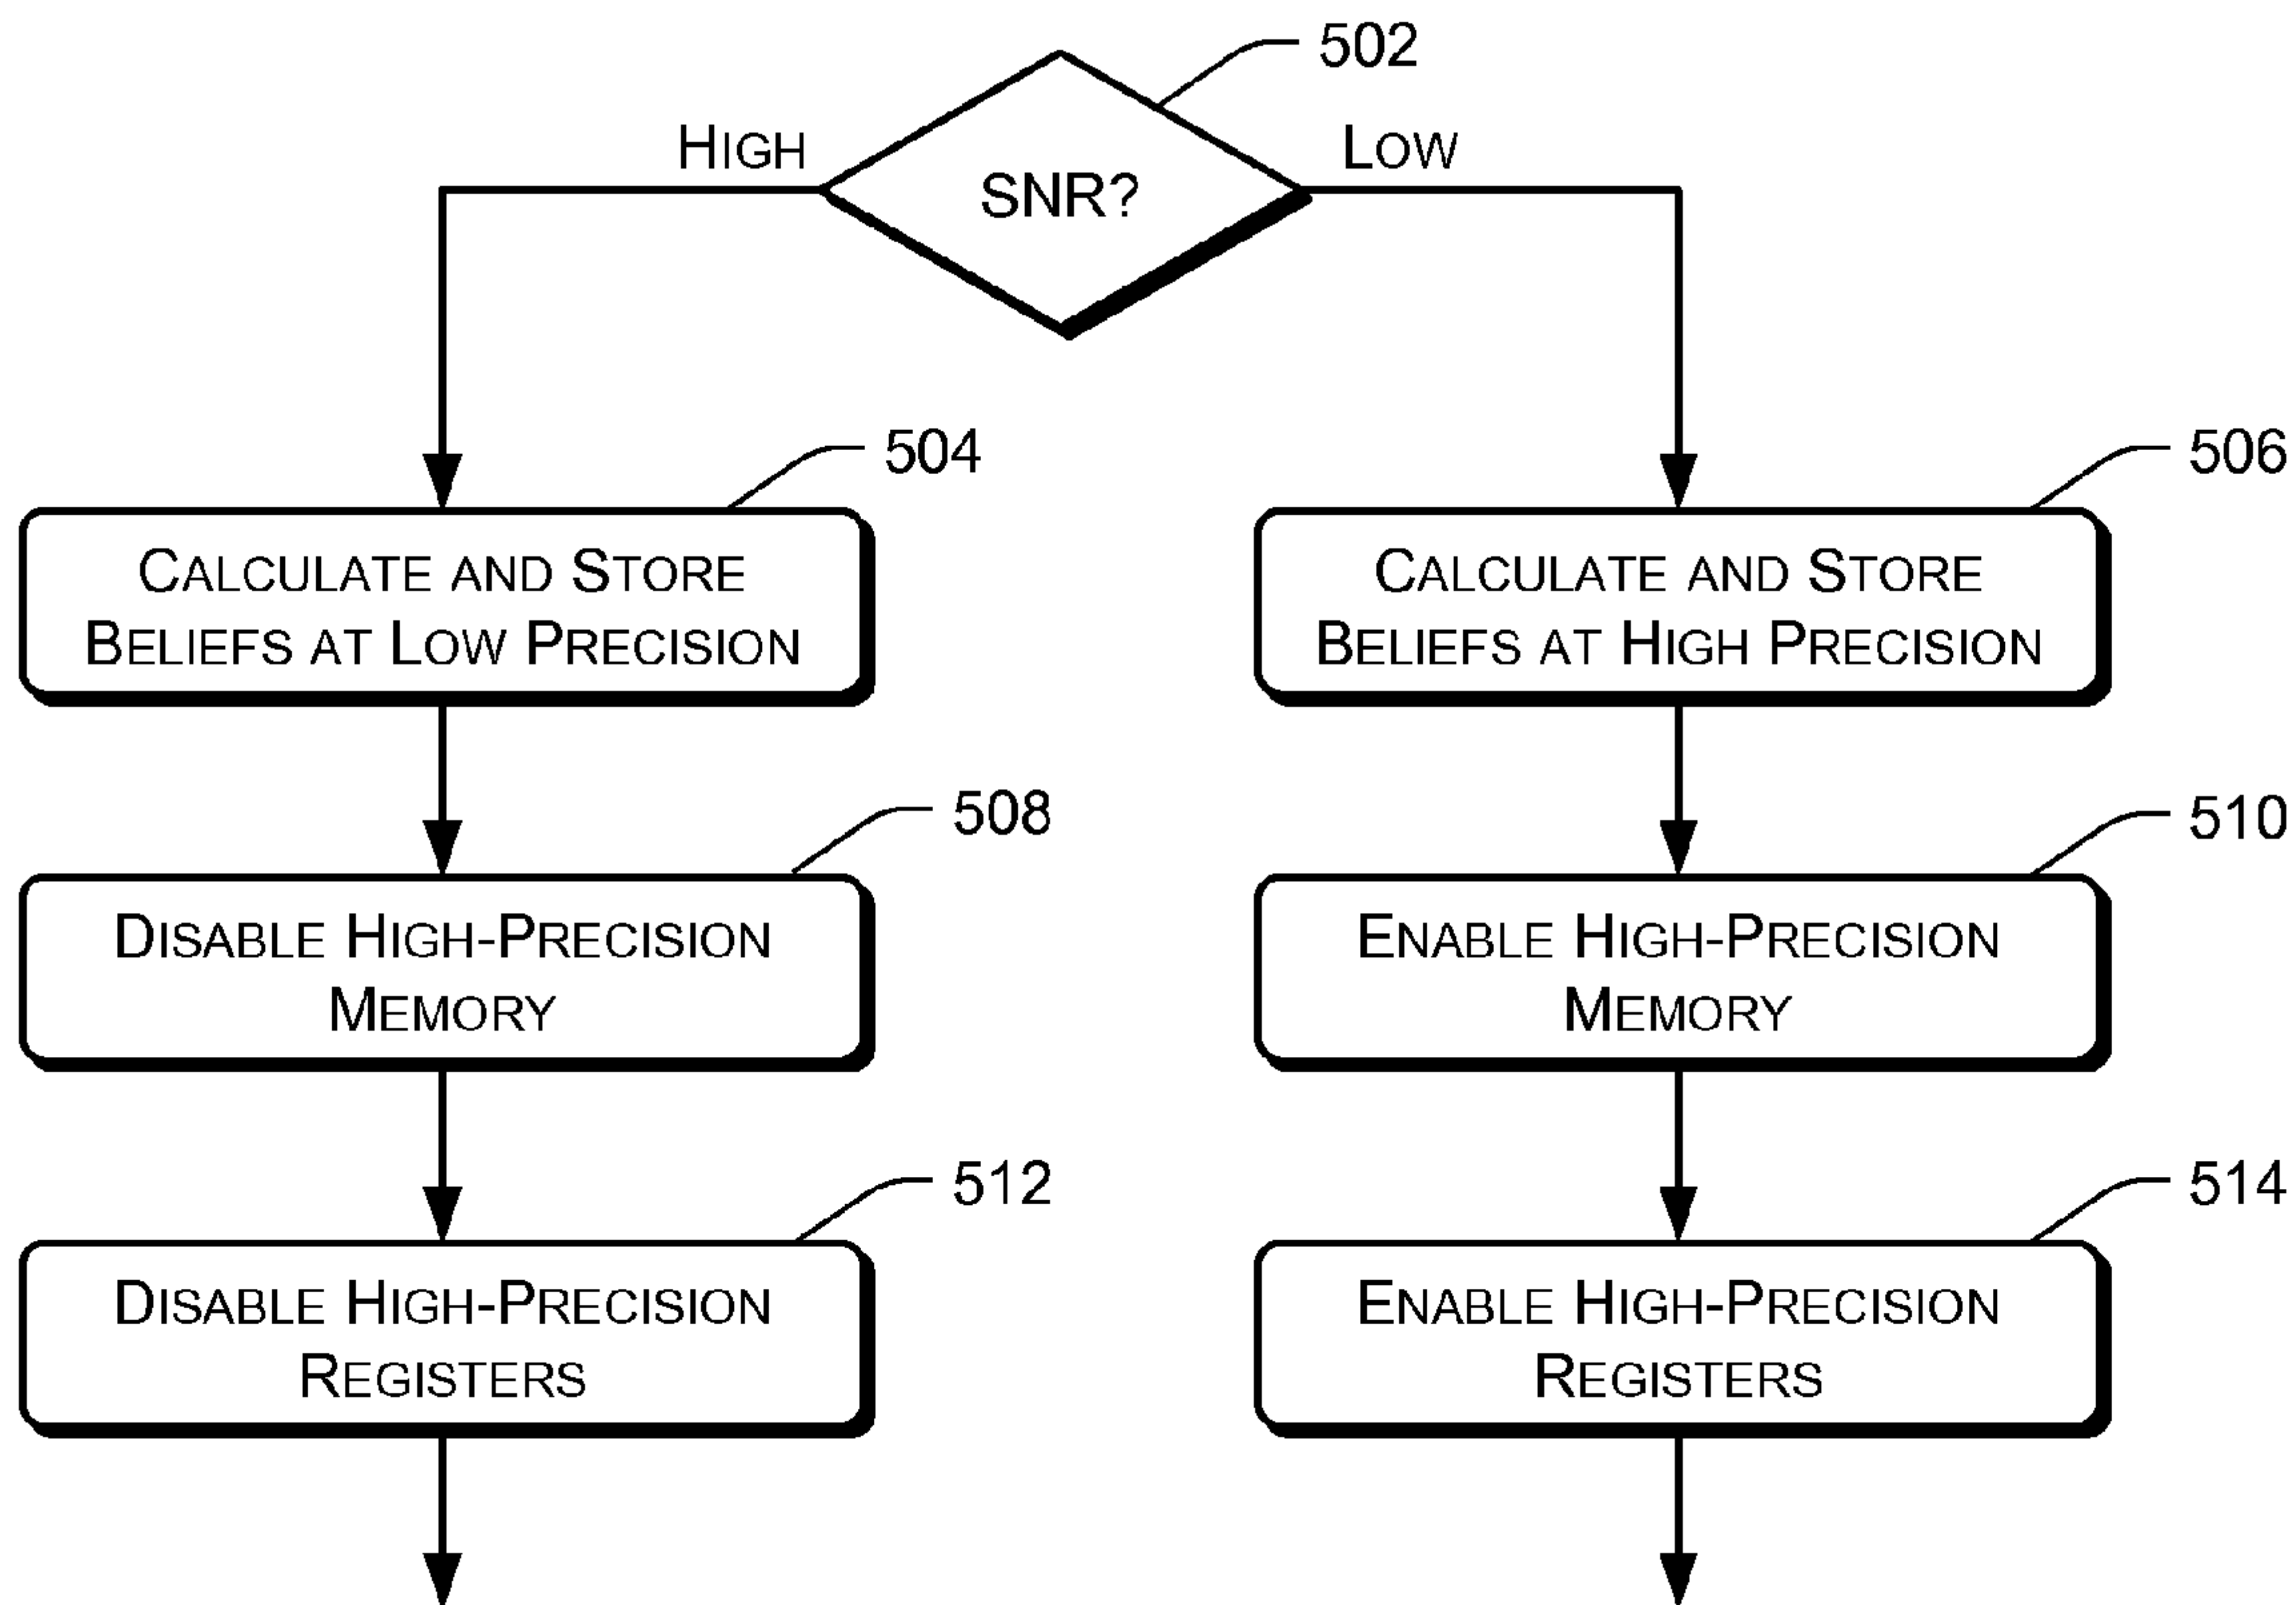 502
HIGH
LOW
SNR?
504
506
CALCULATE AND STORE
BELIEFS AT LOW PRECISION
CALCULATE AND STORE
BELIEFS AT HIGH PRECISION
508
510
DISABLE HIGH-PRECISION
MEMORY
ENABLE HIGH-PRECISION
MEMORY
512
514
DISABLE HIGH-PRECISION
REGISTERS
ENABLE HIGH-PRECISION
REGISTERS